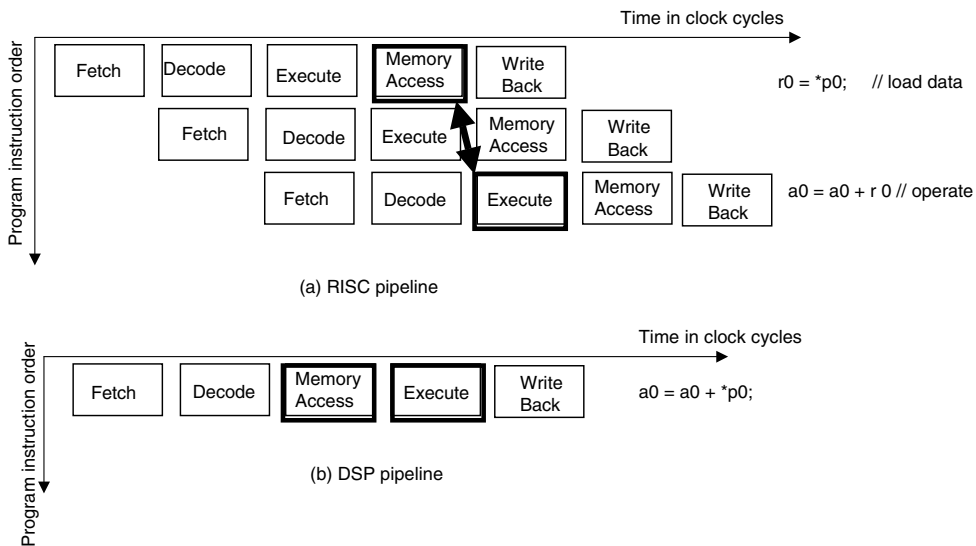 Time in clock cycles
Program instruction order
Fetch
Decode
Execute
Memory
Access
Write
Back
r0 = *p0; // load data
Fetch
Decode
Execute
Memory
Access
Write
Back
Fetch
Decode
Execute
Memory
Access
Write
Back
a0 = a0 + r 0 // operate
(a) RISC pipeline
Time in clock cycles
Program instruction order
Fetch
Decode
Memory
Access
Execute
Write
Back
a0 = a0 + *p0;
(b) DSP pipeline